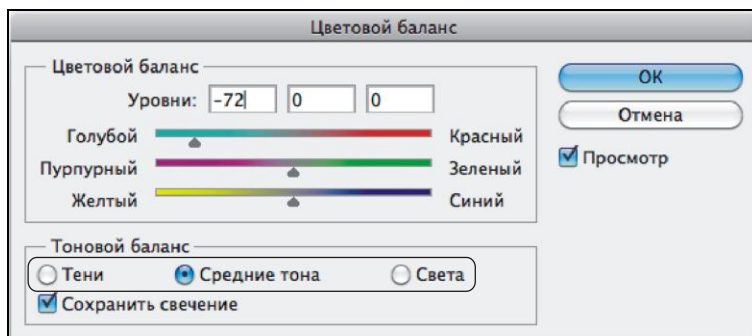 Цветовой баланс
Цветовой баланс
Уровни: -72 0 0
Голубой Красный
Пурпурный Зеленый
Желтый Синий
Тоновой баланс
Тени Средние тона Света
Сохранить свечение
OK
Отмена
Просмотр